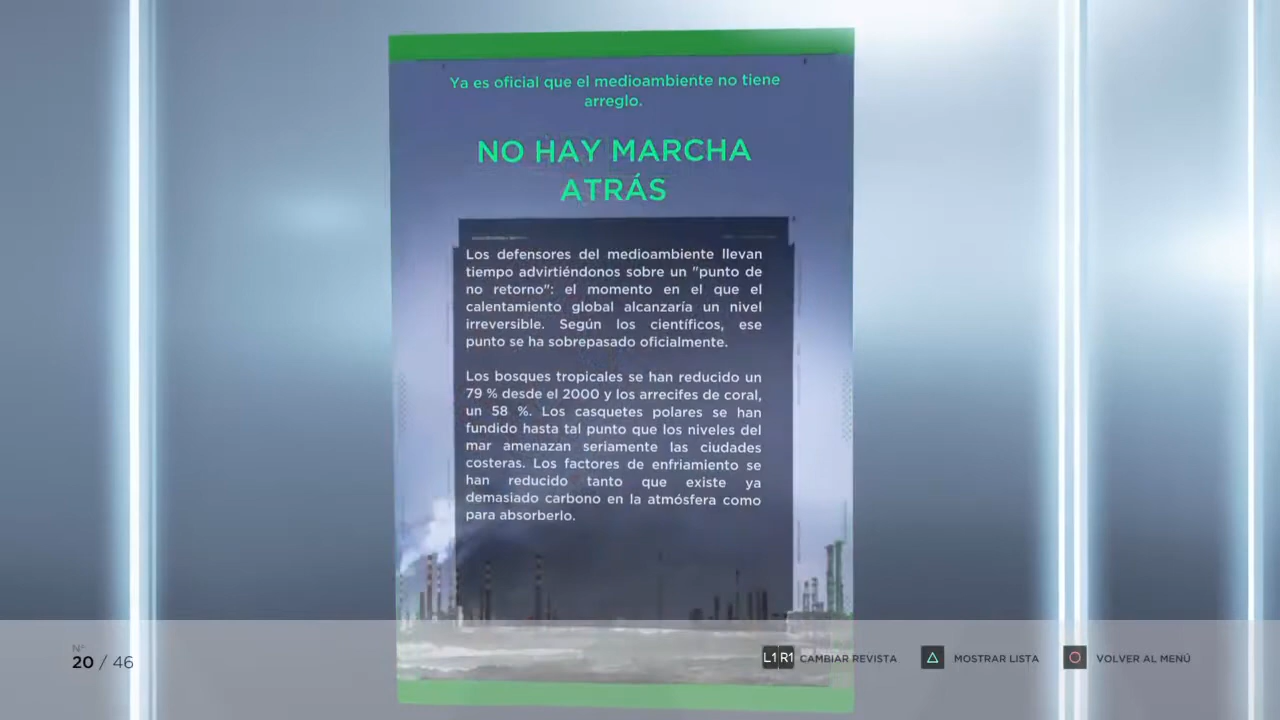 Ya es oficial que el medioambiente no tiene
arreglo.
NO HAY MARCHA
ATRÁS
Los defensores del medioambiente llevan
tiempo advirtiéndonos sobre un "punto de
no retorno": el momento en el que el
calentamiento global alcanzaría un nivel
irreversible. Según los científicos, ese
punto se ha sobrepasado oficialmente.
Los bosques tropicales se han reducido un
79 % desde el 2000 y los arrecifes de coral,
un 58 %. Los casquetes polares se han
fundido hasta tal punto que los niveles del
mar amenazan seriamente las ciudades
costeras. Los factores de enfriamiento se
han reducido tanto que existe ya
demasiado carbono en la atmósfera como
para absorberlo.
Nº
20 / 46
L1 R1 CAMBIAR REVISTA
MOSTRAR LISTA
VOLVER AL MENÚ